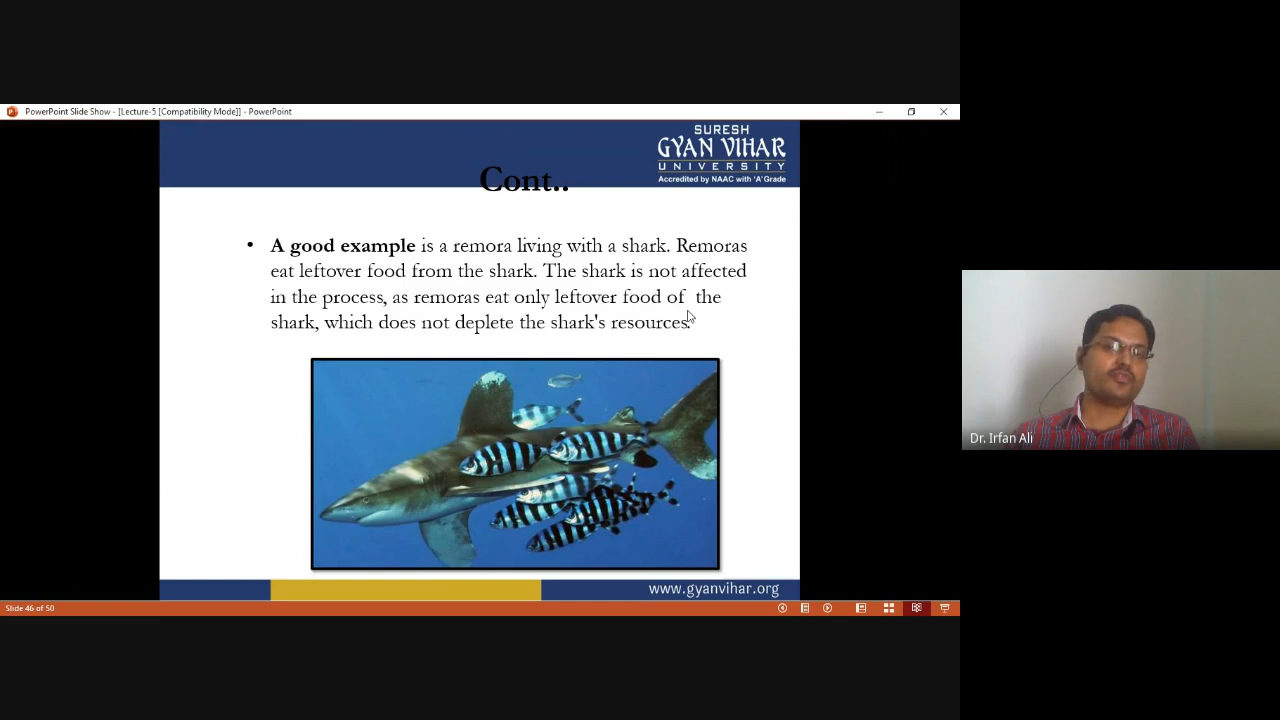 PowerPoint Slide Show - [Lecture-5 [Compatibility Mode]] - PowerPoint
SURESH
GYAN VIHAR
UNIVERSITY
Accredited by NAAC with 'A' Grade
Cont..
• A good example is a remora living with a shark. Remoras
eat leftover food from the shark. The shark is not affected
in the process, as remoras eat only leftover food of the
shark, which does not deplete the shark's resources.
Dr. Irfan Ali
www.gyanvihar.org
Slide 46 of 50